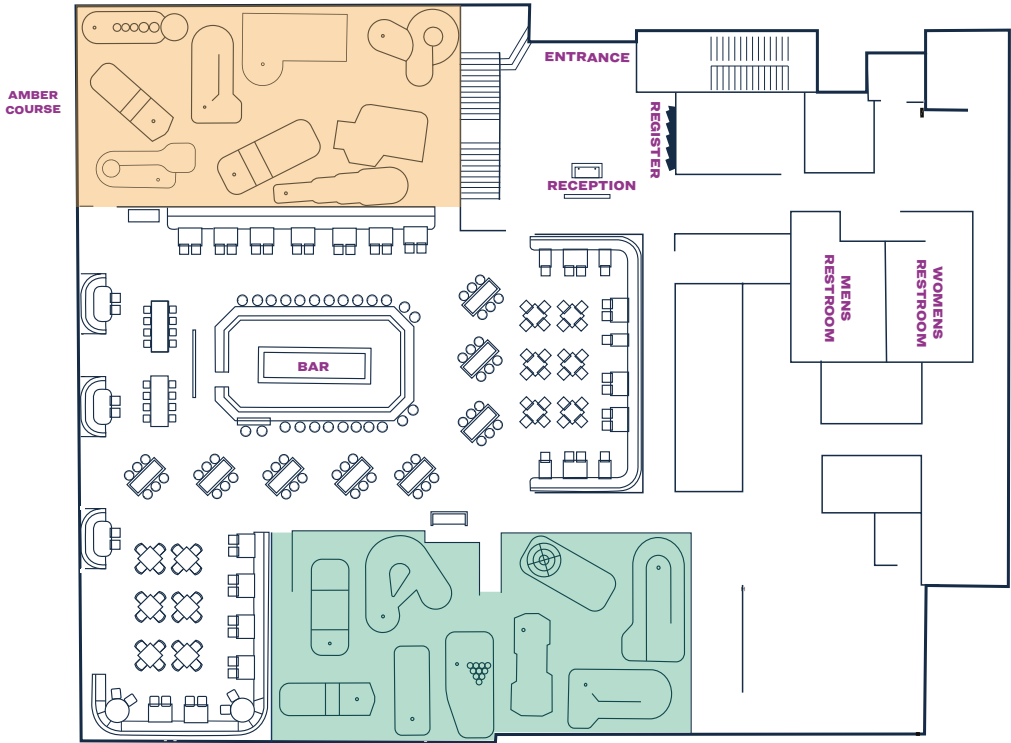 ENTRANCE
AMBER
COURSE
REGISTER
RECEPTION
MENS
RESTROOM
WOMENS
RESTROOM
BAR